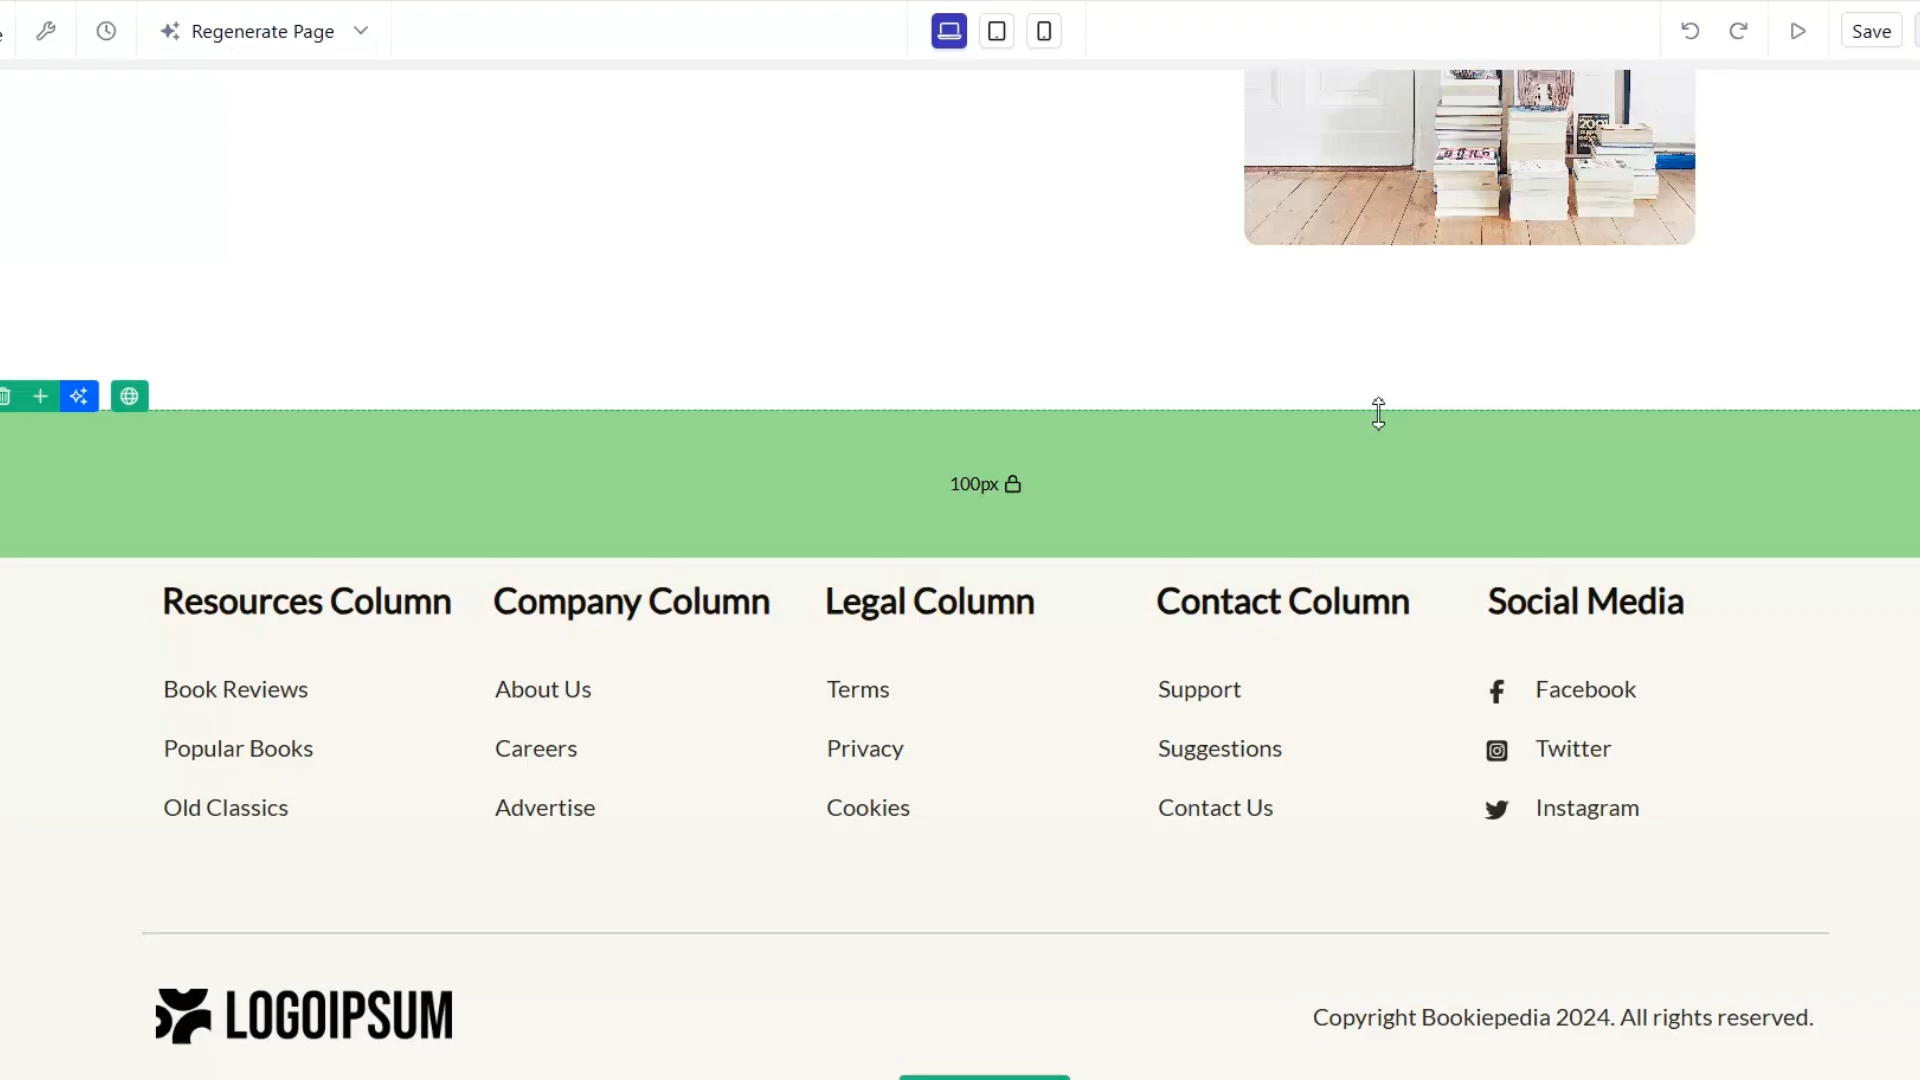 Regenerate Page
Save
2001
100px
Resources Column
Company Column
Legal Column
Contact Column
Social Media
Book Reviews
About Us
Terms
Support
Facebook
Popular Books
Careers
Privacy
Suggestions
Twitter
Old Classics
Advertise
Cookies
Contact Us
Instagram
LOGOIPSUM
Copyright Bookiepedia 2024. All rights reserved.